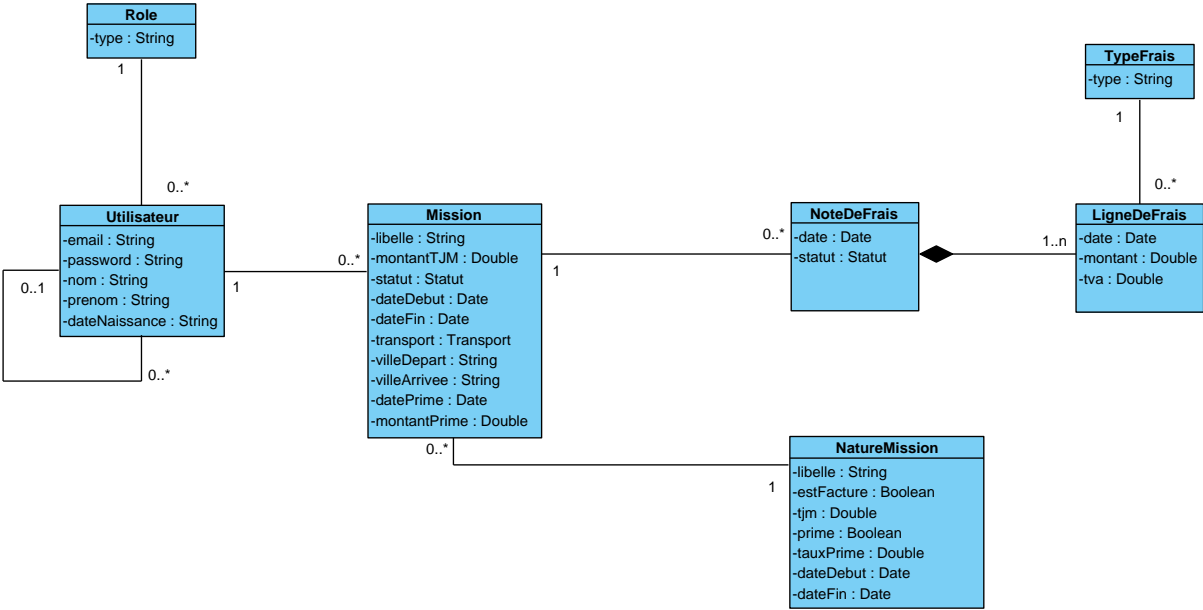 Role
-type : String
1
0..*
Utilisateur
-email : String
-password : String
-nom : String
-prenom : String
-dateNaissance : String
0..1
0..*
1
0..*
Mission
-libelle : String
-montantTJM : Double
-statut : Statut
-dateDebut : Date
-dateFin : Date
-transport : Transport
-villeDepart : String
-villeArrivee : String
-datePrime : Date
-montantPrime : Double
1
0..*
NoteDeFrais
-date : Date
-statut : Statut
1..n
TypeFrais
-type : String
1
0..*
LigneDeFrais
-date : Date
-montant : Double
-tva : Double
0..*
1
NatureMission
-libelle : String
-estFacture : Boolean
-tjm : Double
-prime : Boolean
-tauxPrime : Double
-dateDebut : Date
-dateFin : Date